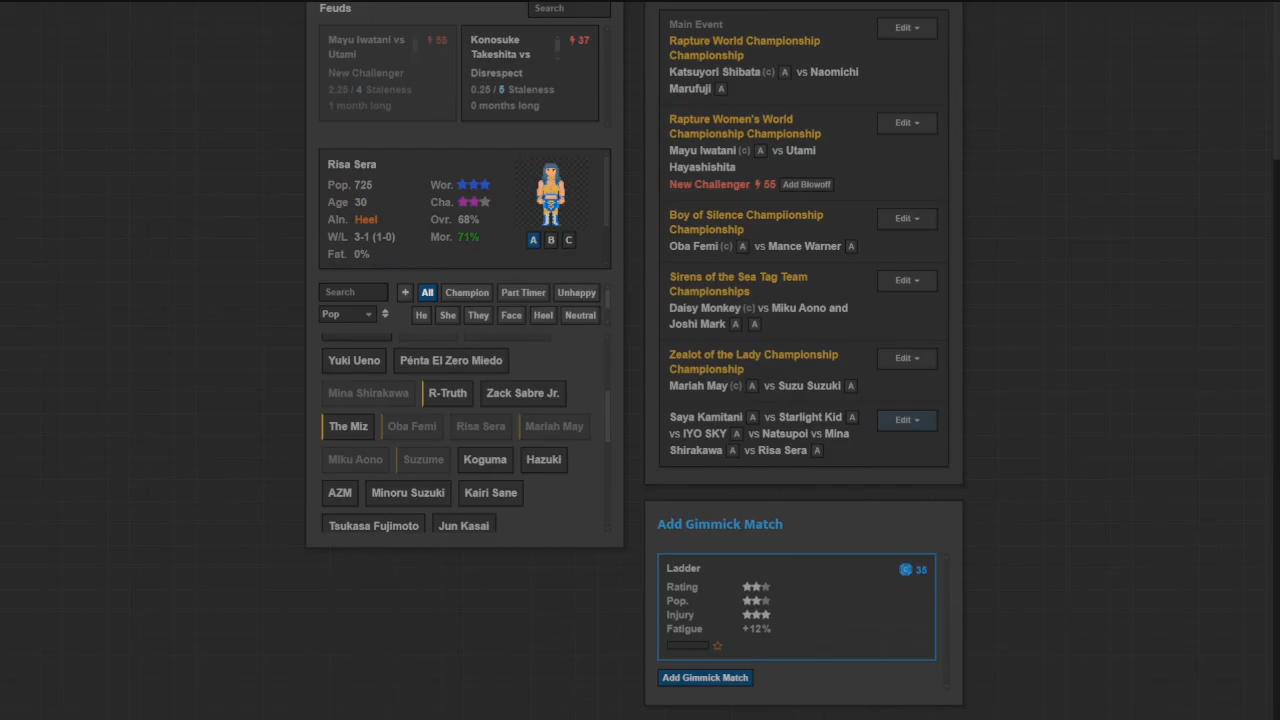 Feuds
Search
Mayu Iwatani vs
Utami
55
New Challenger
2.25 / 4 Staleness
1 month long
Konosuke
Takeshita vs
37
Disrespect
0.25 / 5 Staleness
0 months long
Risa Sera
Pop. 725
Age 30
Aln. Heel
W/L 3-1 (1-0)
Fat. 0%
Wor.
Cha.
Ovr. 68%
Mor. 71%
A B C
Search
+ All Champion Part Timer Unhappy
Pop
He She They Face Heel Neutral
Yuki Ueno Pénta El Zero Miedo
Mina Shirakawa R-Truth Zack Sabre Jr.
The Miz Oba Femi Risa Sera Mariah May
Miku Aono Suzume Koguma Hazuki
AZM Minoru Suzuki Kairi Sane
Tsukasa Fujimoto Jun Kasai
Main Event
Rapture World Championship
Championship
Katsuyori Shibata (c) A vs Naomichi
Marufuji A
Edit
Rapture Women's World
Championship Championship
Mayu Iwatani (c) A vs Utami
Hayashishita
New Challenger 55 Add Blowoff
Edit
Boy of Silence Champiionship
Championship
Oba Femi (c) A vs Mance Warner A
Edit
Sirens of the Sea Tag Team
Championships
Daisy Monkey (c) vs Miku Aono and
Joshi Mark A A
Edit
Zealot of the Lady Championship
Championship
Mariah May (c) A vs Suzu Suzuki A
Edit
Saya Kamitani A vs Starlight Kid A
vs IYO SKY A vs Natsupoi vs Mina
Shirakawa A vs Risa Sera A
Edit
Add Gimmick Match
Ladder
35
Rating
Pop.
Injury
Fatigue +12%
Add Gimmick Match